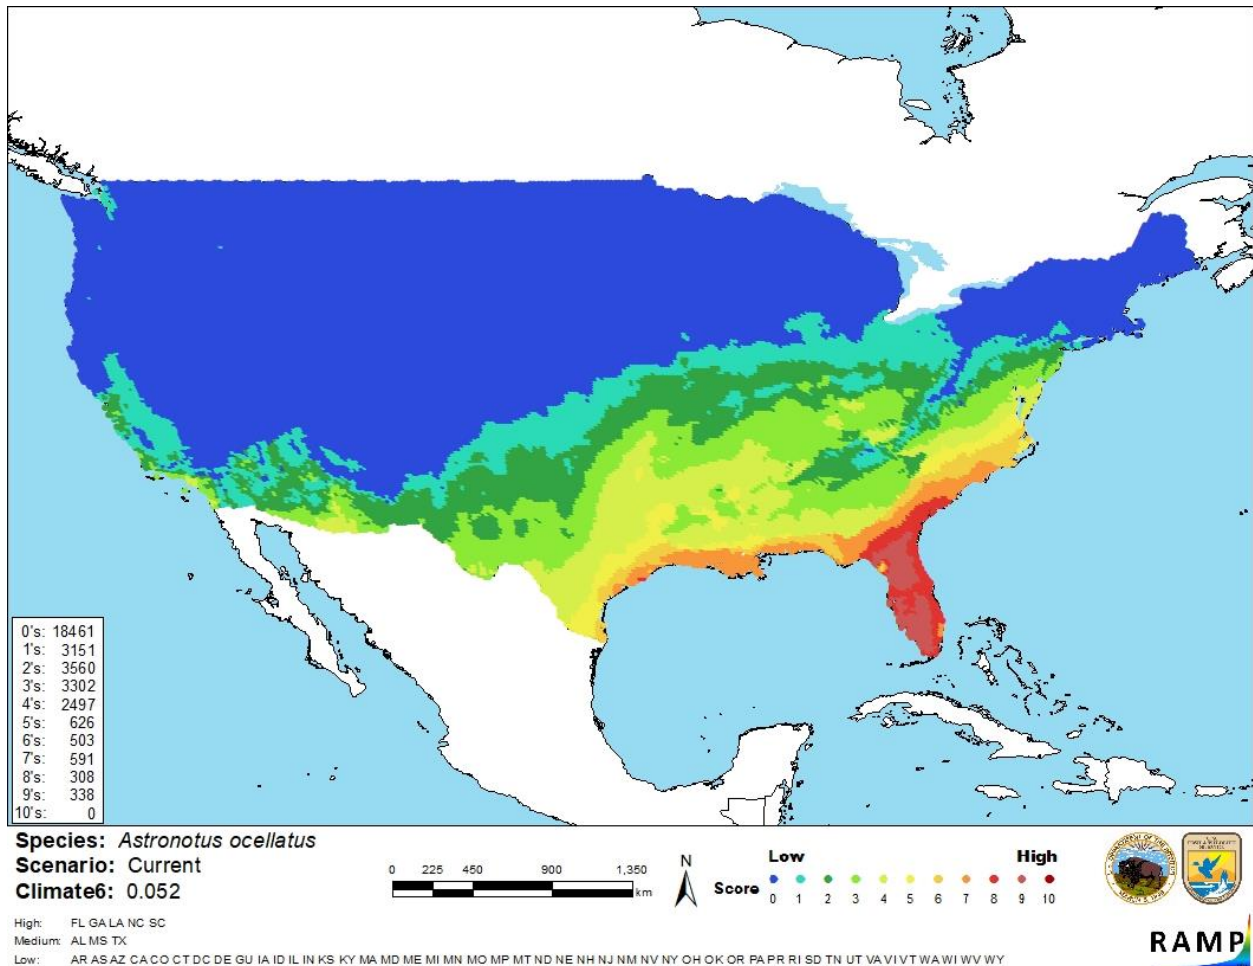 0's: 18461
1's: 3151
2's: 3560
3's: 3302
4's: 2497
5's: 626
6's: 503
7's: 591
8's: 308
9's: 338
10's: 0
Species: Astronotus ocellatus
Scenario: Current
Climate6: 0.052
High: FL GA LA NC SC
Medium: AL MS TX
Low: AR AS AZ CA CO CT DC DE GU IA ID IL IN KS KY MA MD ME MI MN MO MP MT ND NE NH NJ NM NV NY OH OK OR PA PR RI SD TN UT VA VI VT WA WI WV WY
0 225 450 900 1,350
km
N
Low High
Score
0 1 2 3 4 5 6 7 8 9 10
RAMP